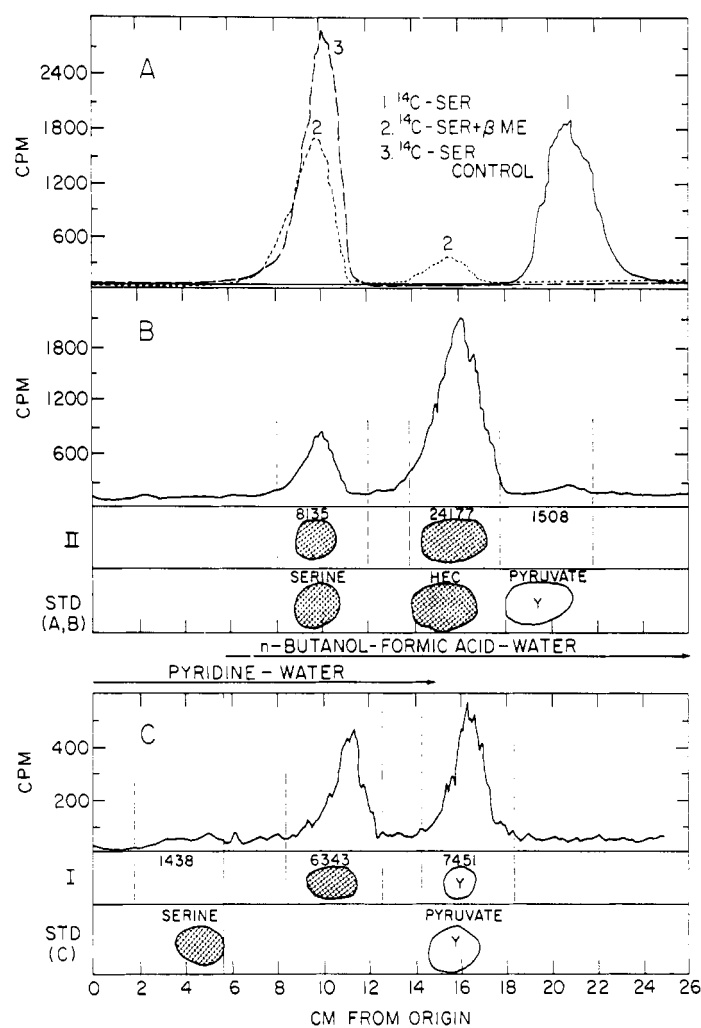 A
CPM
2400
1800
1200
600
3
2
2
1
1. ¹⁴C-SER
2. ¹⁴C-SER+β ME
3. ¹⁴C-SER
CONTROL
B
CPM
1800
1200
600
II
8135
24177
1508
STD
(A,B)
SERINE
HEC
PYRUVATE
Y
n-BUTANOL-FORMIC ACID-WATER
PYRIDINE-WATER
C
CPM
400
200
I
1438
6343
7451
Y
STD
(C)
SERINE
PYRUVATE
Y
0 2 4 6 8 10 12 14 16 18 20 22 24 26
CM FROM ORIGIN